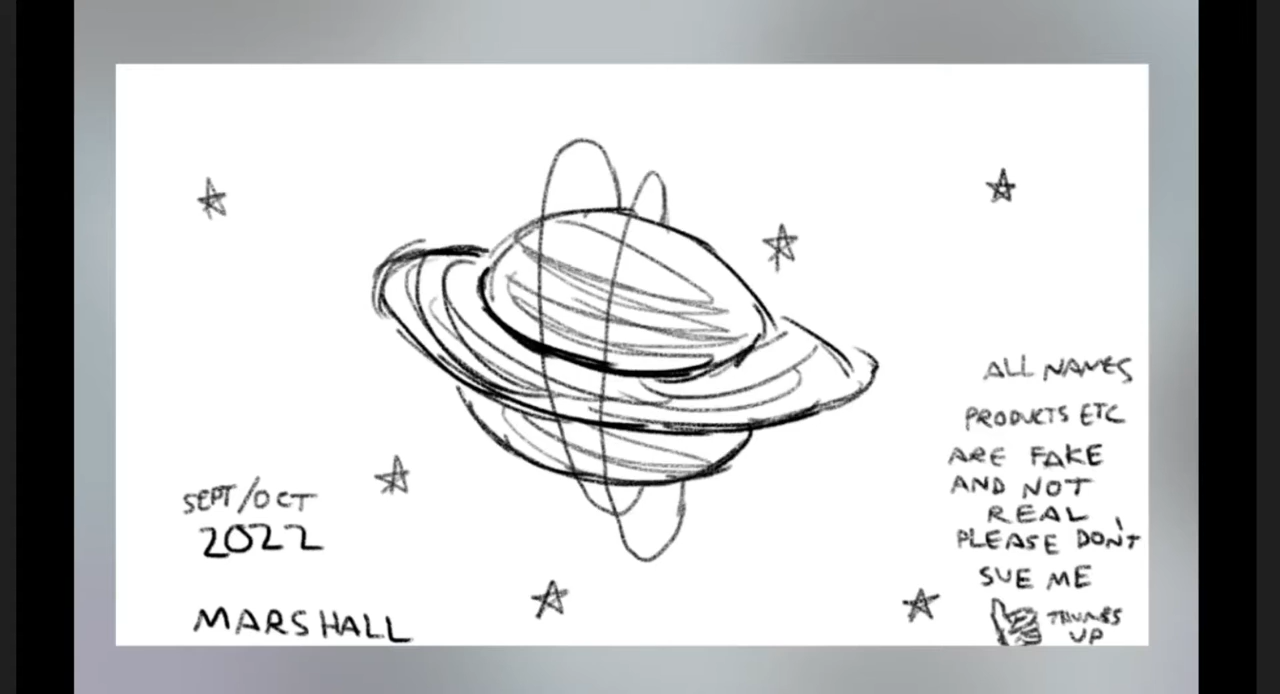 SEPT/OCT
2022
MARSHALL
ALL NAMES
PRODUCTS ETC
ARE FAKE
AND NOT
REAL
PLEASE DON'T
SUE ME
THUMBS
UP